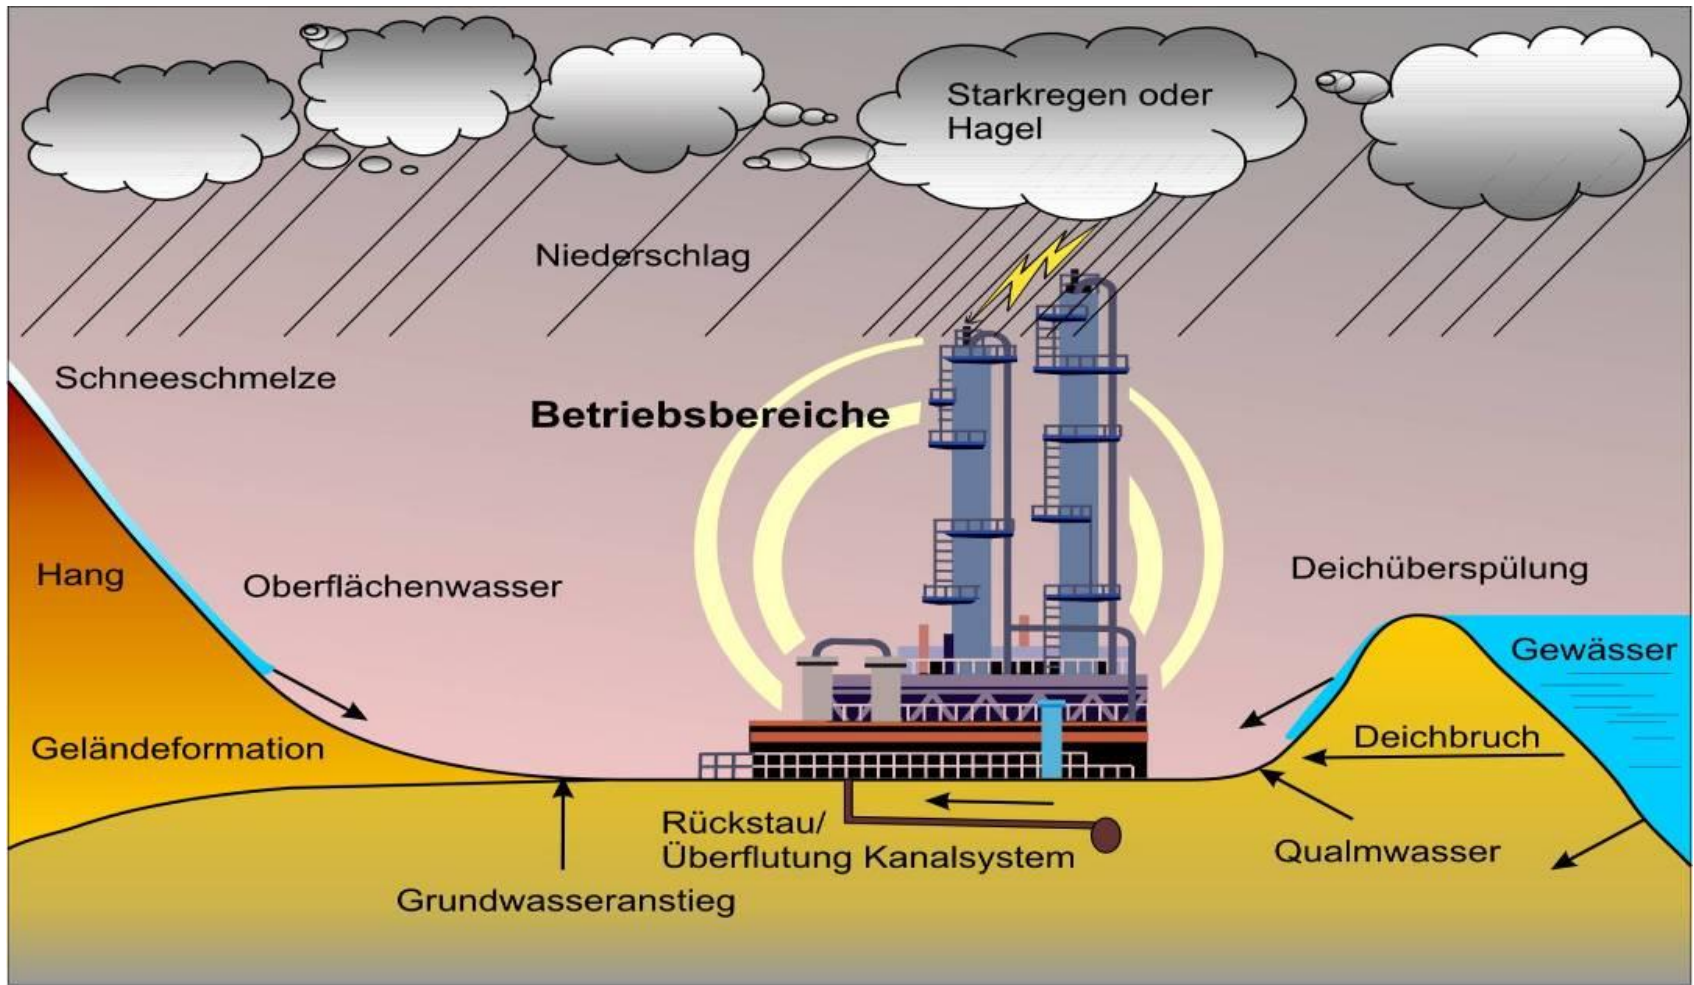 Starkregen oder
Hagel
Niederschlag
Schneeschmelze
Betriebsbereiche
Hang
Oberflächenwasser
Deichüberspülung
Gewässer
Geländeformation
Deichbruch
Rückstau/
Überflutung Kanalsystem
Qualmwasser
Grundwasseranstieg